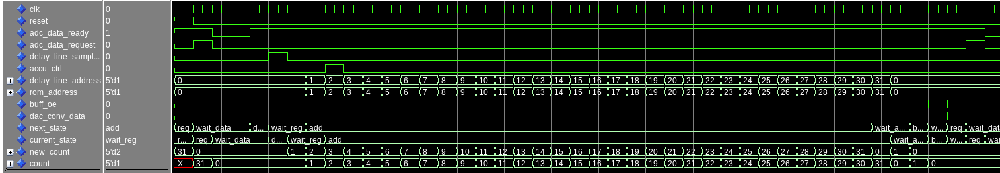 clk 0
reset 0
adc_data_ready 1
adc_data_request 0
delay_line_sampl... 0
accu_ctrl 0
delay_line_address 5'd1 0 1 2 3 4 5 6 7 8 9 10 11 12 13 14 15 16 17 18 19 20 21 22 23 24 25 26 27 28 29 30 31 0
rom_address 5'd1 0 1 2 3 4 5 6 7 8 9 10 11 12 13 14 15 16 17 18 19 20 21 22 23 24 25 26 27 28 29 30 31 0
buff_oe 0
dac_conv_data 0
next_state add req wait_data d... wait_reg add wait_a... b... w... req wait_dat
current_state wait_reg r... req wait_data d... wait_reg add wait_a... b... w... req wai
new_count 5'd2 31 0 1 2 3 4 5 6 7 8 9 10 11 12 13 14 15 16 17 18 19 20 21 22 23 24 25 26 27 28 29 30 31 0 1 0
count 5'd1 X 31 0 1 2 3 4 5 6 7 8 9 10 11 12 13 14 15 16 17 18 19 20 21 22 23 24 25 26 27 28 29 30 31 0 1 0